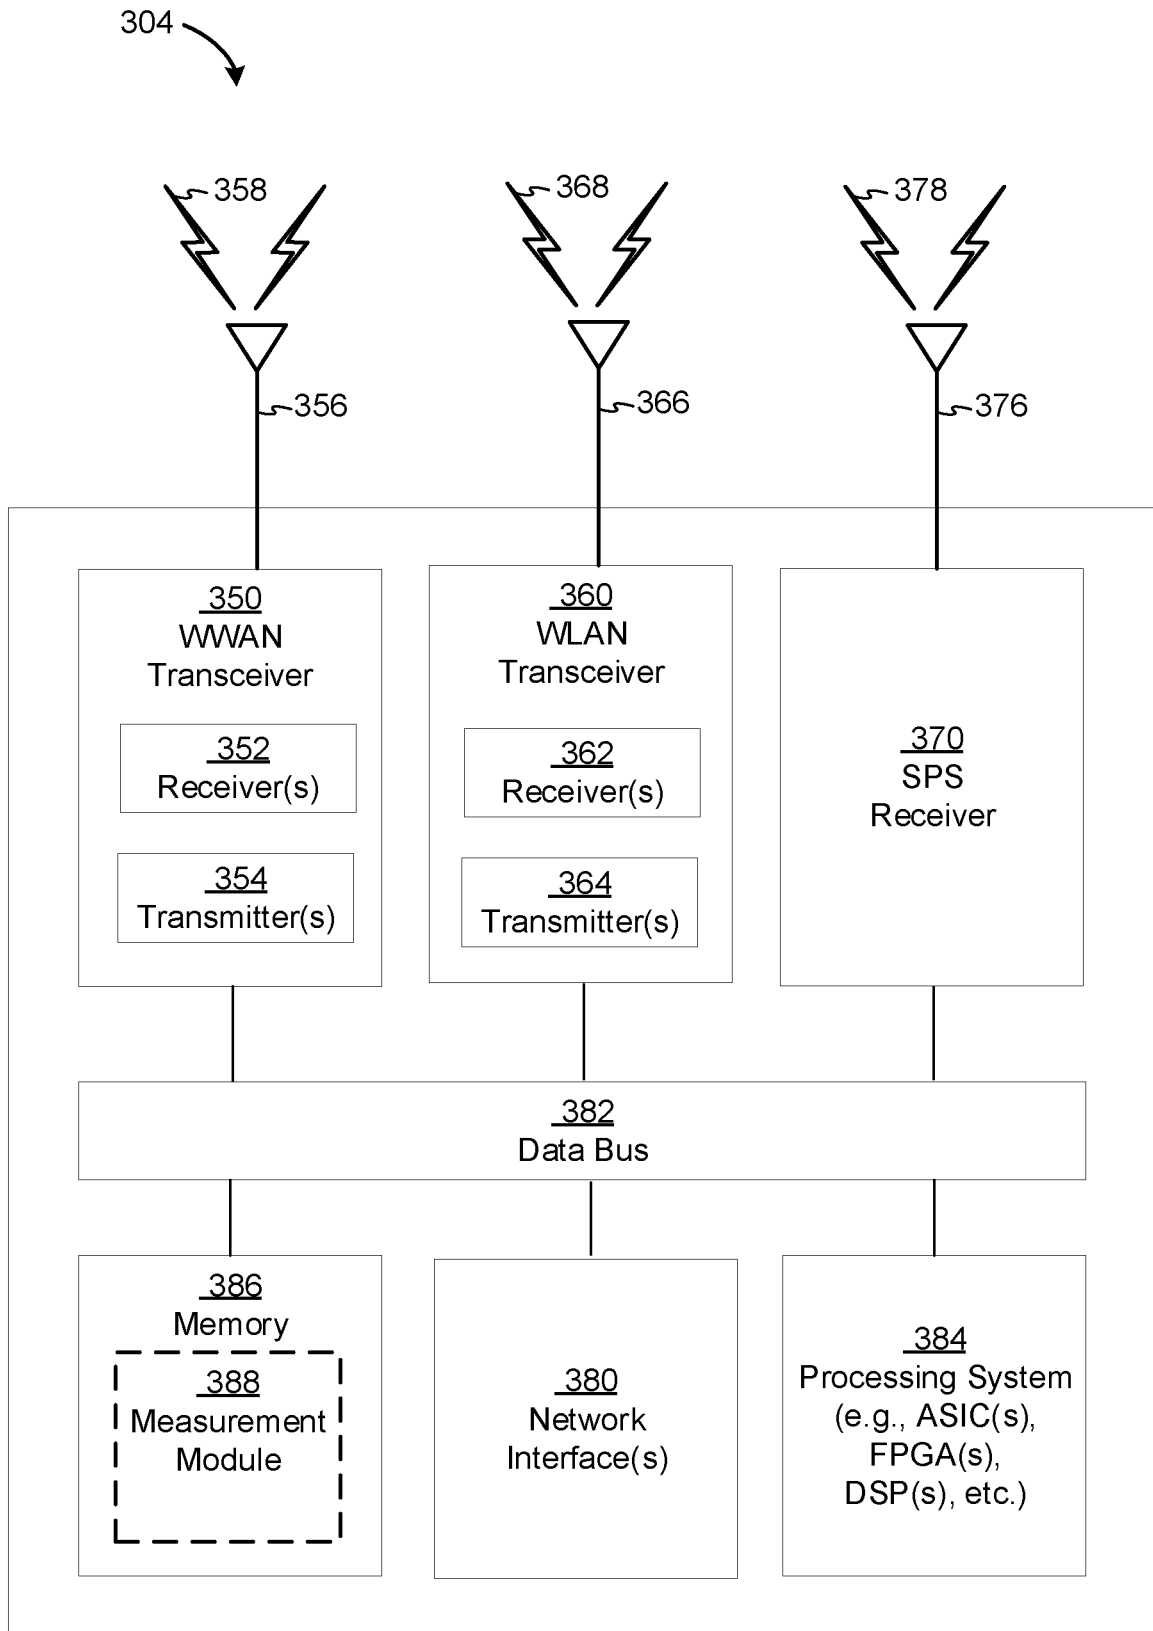 304
358
368
378
356
366
376
350
WWAN
Transceiver
352
Receiver(s)
354
Transmitter(s)
360
WLAN
Transceiver
362
Receiver(s)
364
Transmitter(s)
370
SPS
Receiver
382
Data Bus
386
Memory
388
Measurement
Module
380
Network
Interface(s)
384
Processing System
(e.g., ASIC(s),
FPGA(s),
DSP(s), etc.)